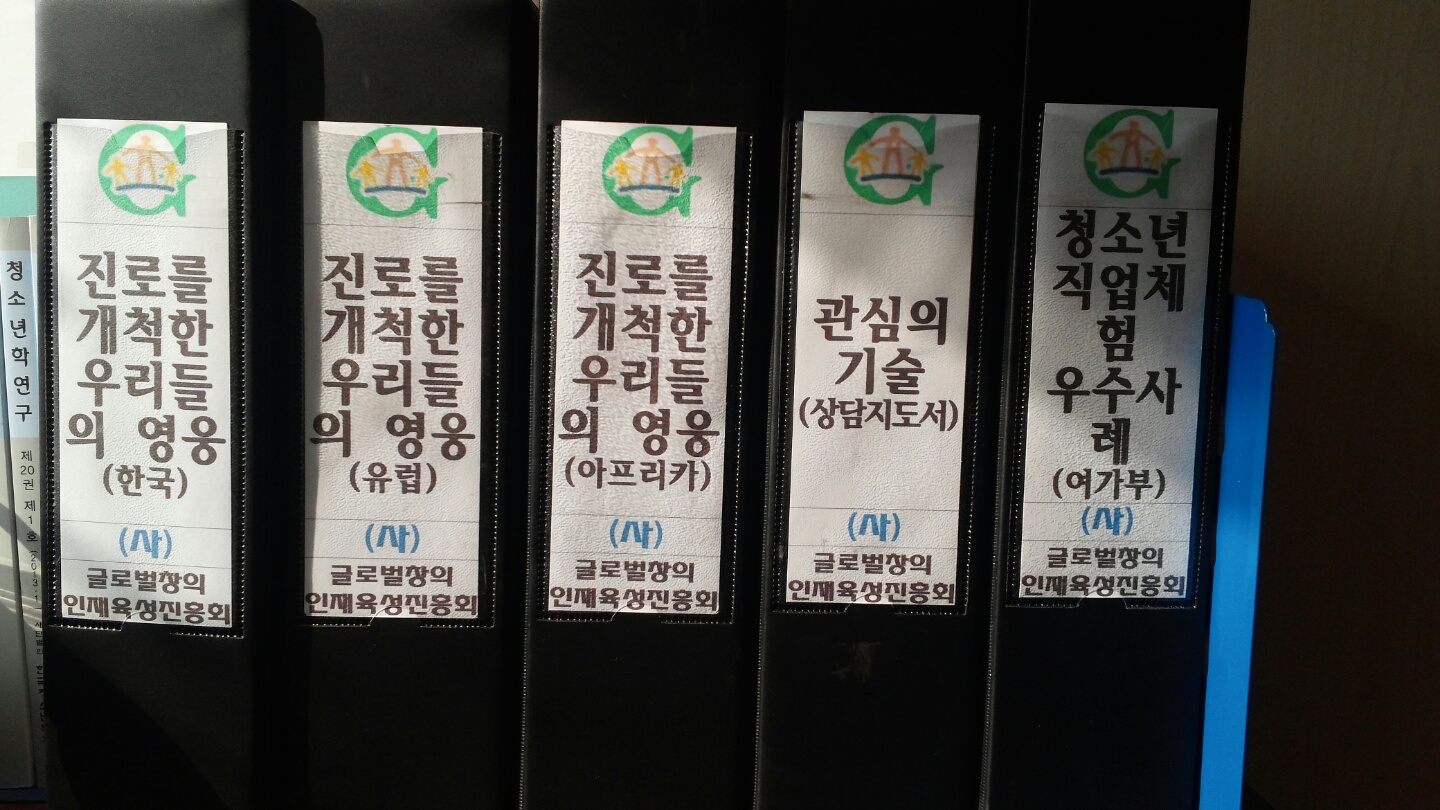 청소년학연구
제20권 제1호
진로를
개척한
우리들
의 영웅
(한국)
(사)
글로벌창의
인재육성진흥회
진로를
개척한
우리들
의 영웅
(유럽)
(사)
글로벌창의
인재육성진흥회
진로를
개척한
우리들
의 영웅
(아프리카)
(사)
글로벌창의
인재육성진흥회
관심의
기술
(상담지도서)
(사)
글로벌창의
인재육성진흥회
청소년
직업체
험
우수사
례
(여가부)
(사)
글로벌창의
인재육성진흥회